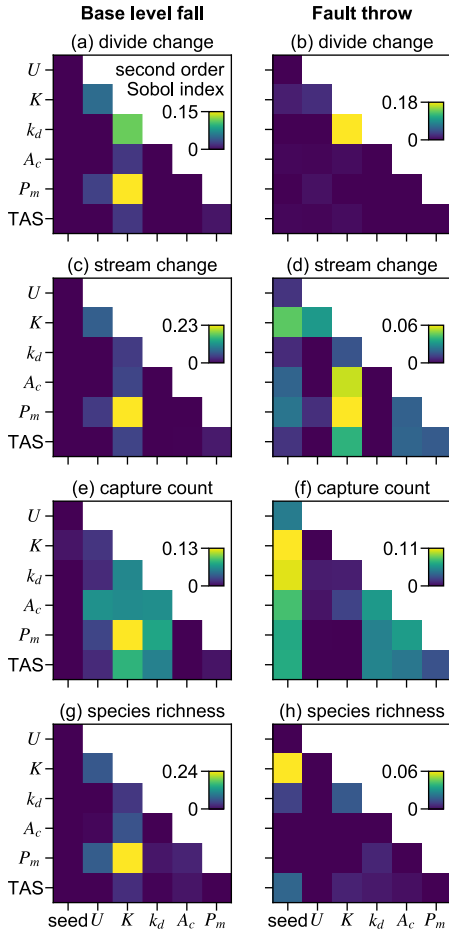 Base level fall
Fault throw
(a) divide change
(b) divide change
U
K
k_d
A_c
P_m
TAS
second order
Sobol index
0.15
0
0.18
0
(c) stream change
(d) stream change
U
K
k_d
A_c
P_m
TAS
0.23
0
0.06
0
(e) capture count
(f) capture count
U
K
k_d
A_c
P_m
TAS
0.13
0
0.11
0
(g) species richness
(h) species richness
U
K
k_d
A_c
P_m
TAS
0.24
0
0.06
0
seed U K k_d A_c P_m
seed U K k_d A_c P_m